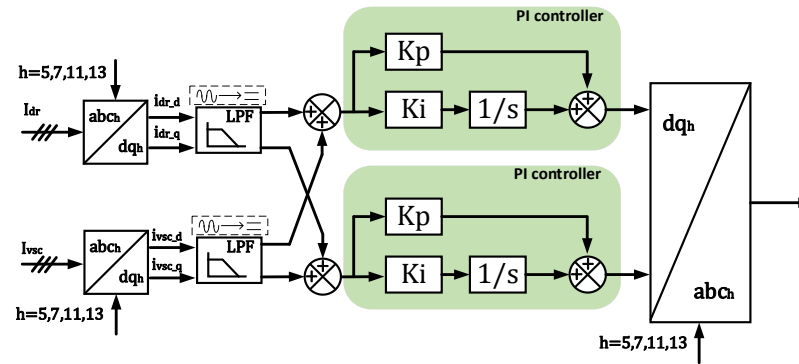 PI controller
Kp
h=5,7,11,13
Idr
abch
dqh
idr_d
idr_q
LPF
+
+
Ki
1/s
+
+
dqh
abch
h=5,7,11,13
PI controller
Kp
Ivsc
abch
dqh
ivsc_d
ivsc_q
LPF
+
+
Ki
1/s
+
+
h=5,7,11,13